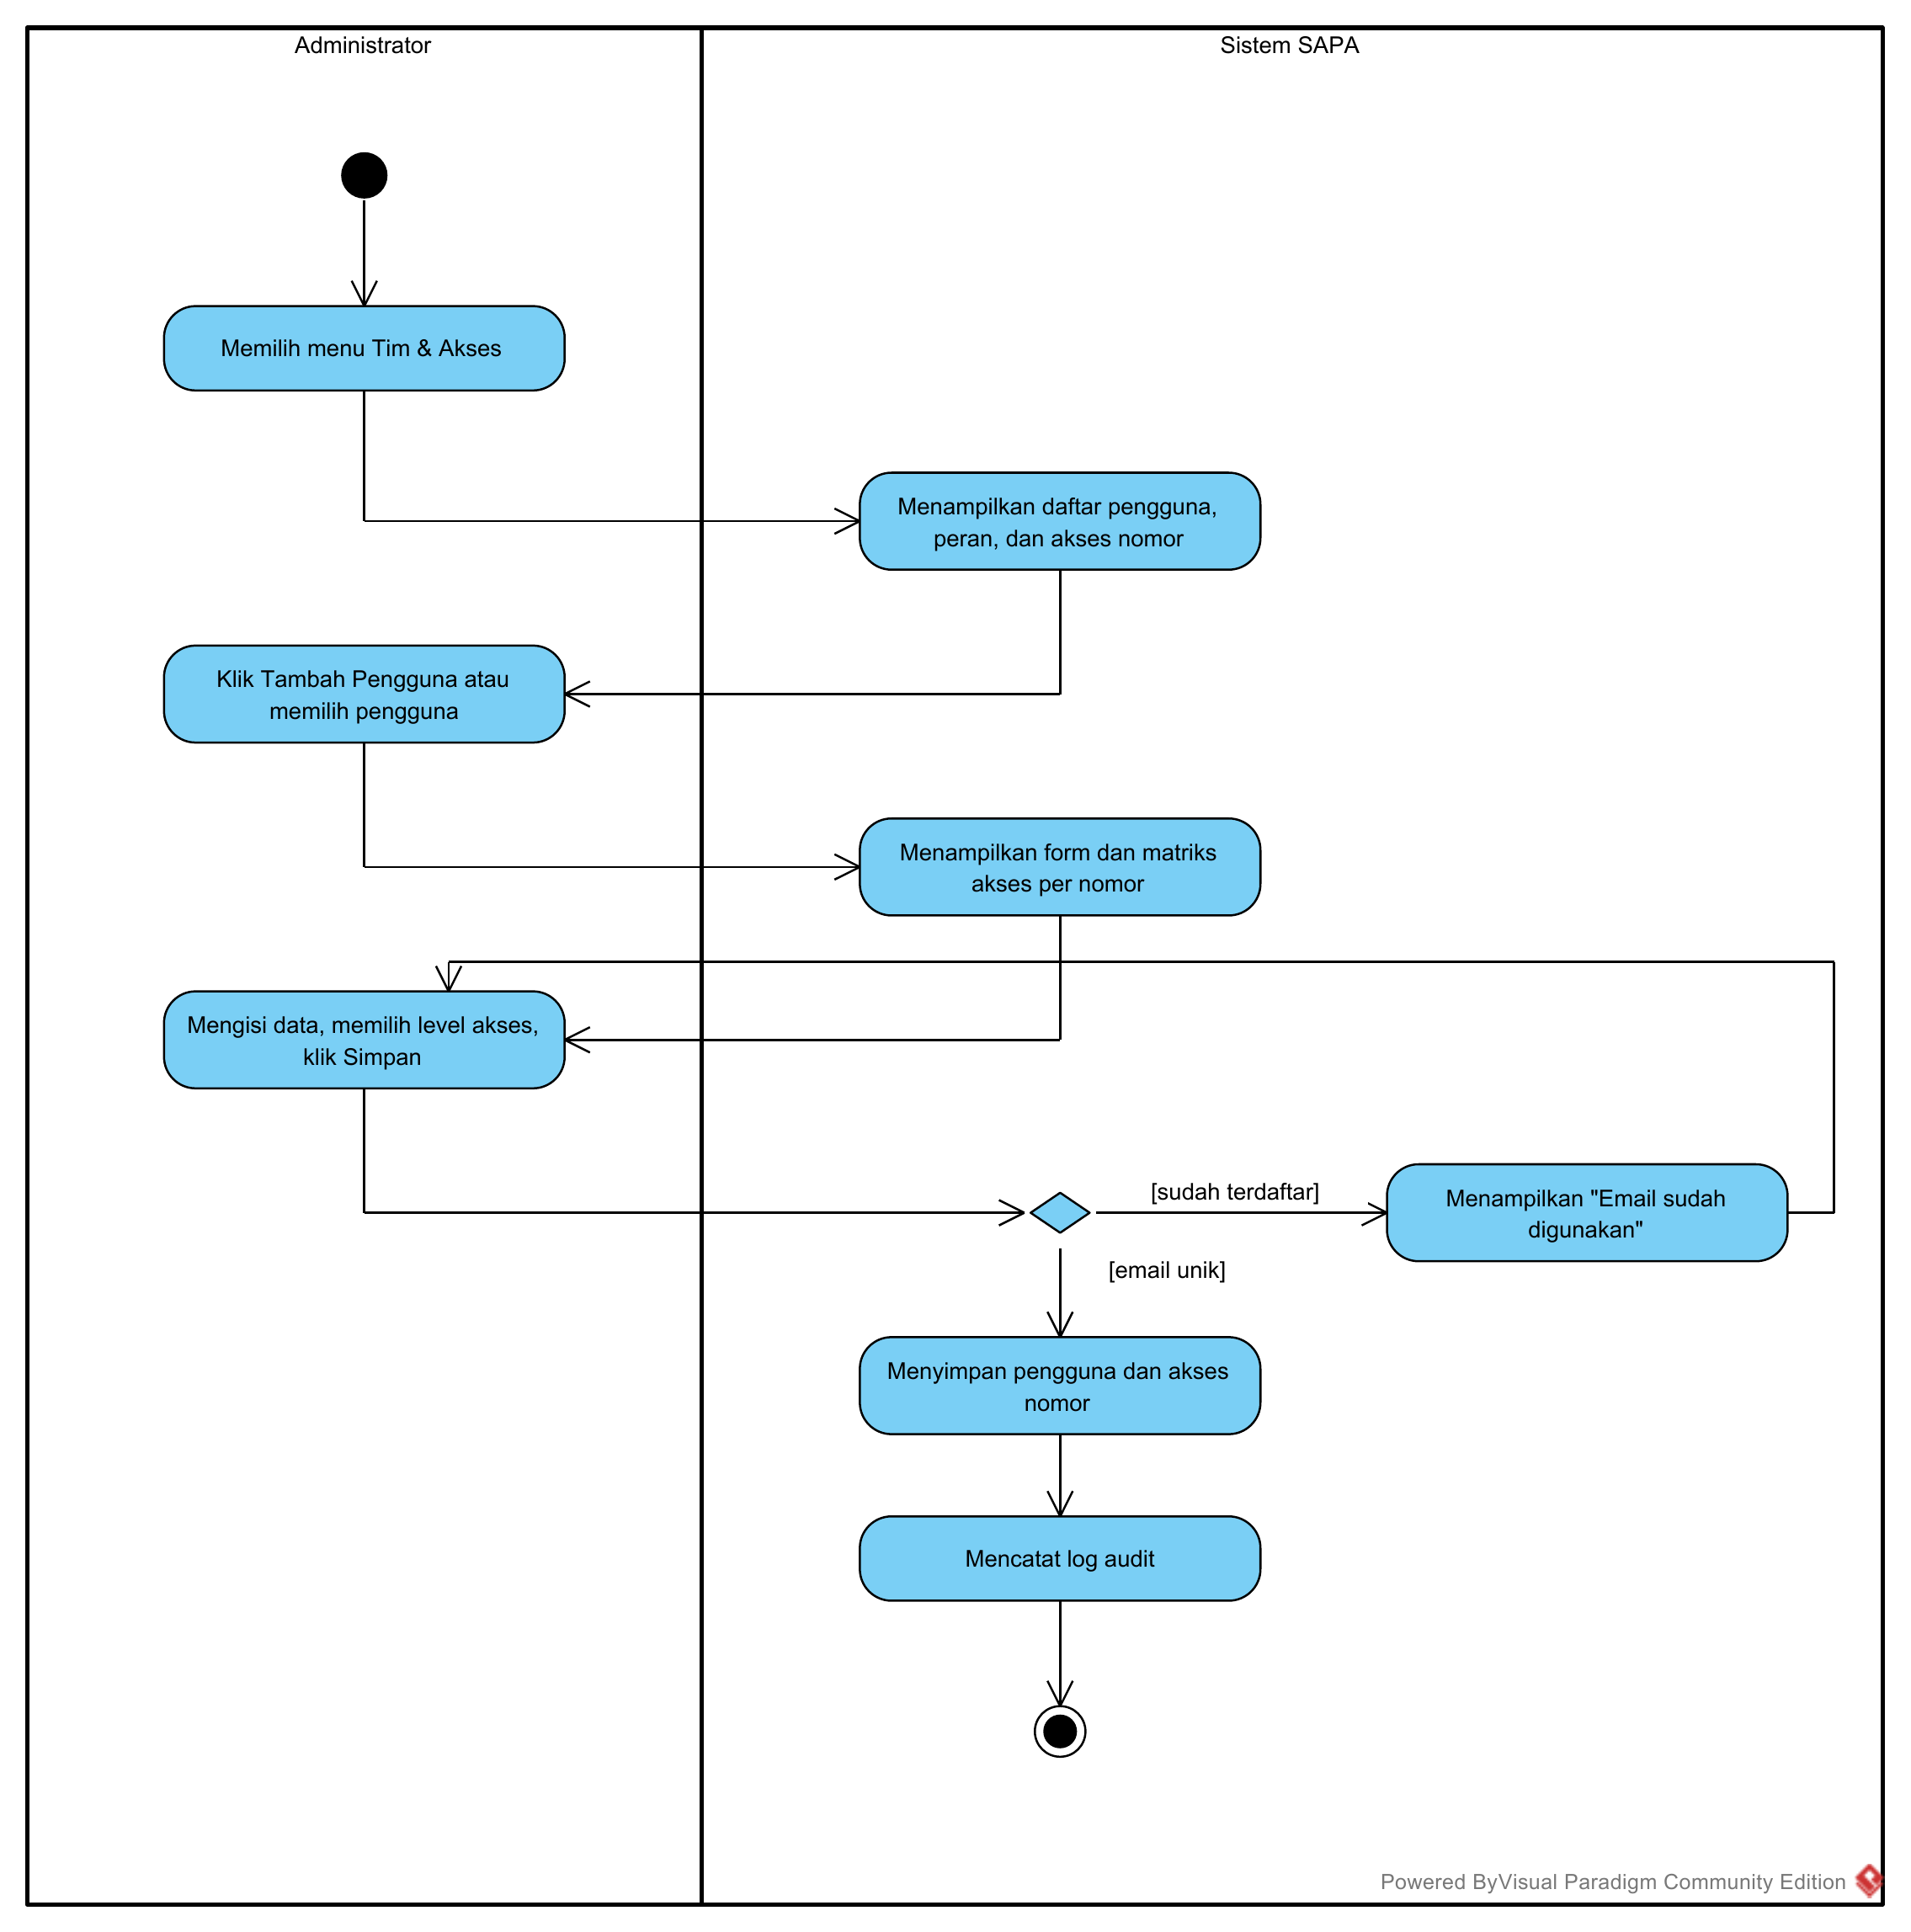 Administrator
Sistem SAPA
Memilih menu Tim & Akses
Menampilkan daftar pengguna,
peran, dan akses nomor
Klik Tambah Pengguna atau
memilih pengguna
Menampilkan form dan matriks
akses per nomor
Mengisi data, memilih level akses,
klik Simpan
[sudah terdaftar]
Menampilkan "Email sudah
digunakan"
[email unik]
Menyimpan pengguna dan akses
nomor
Mencatat log audit
Powered ByVisual Paradigm Community Edition